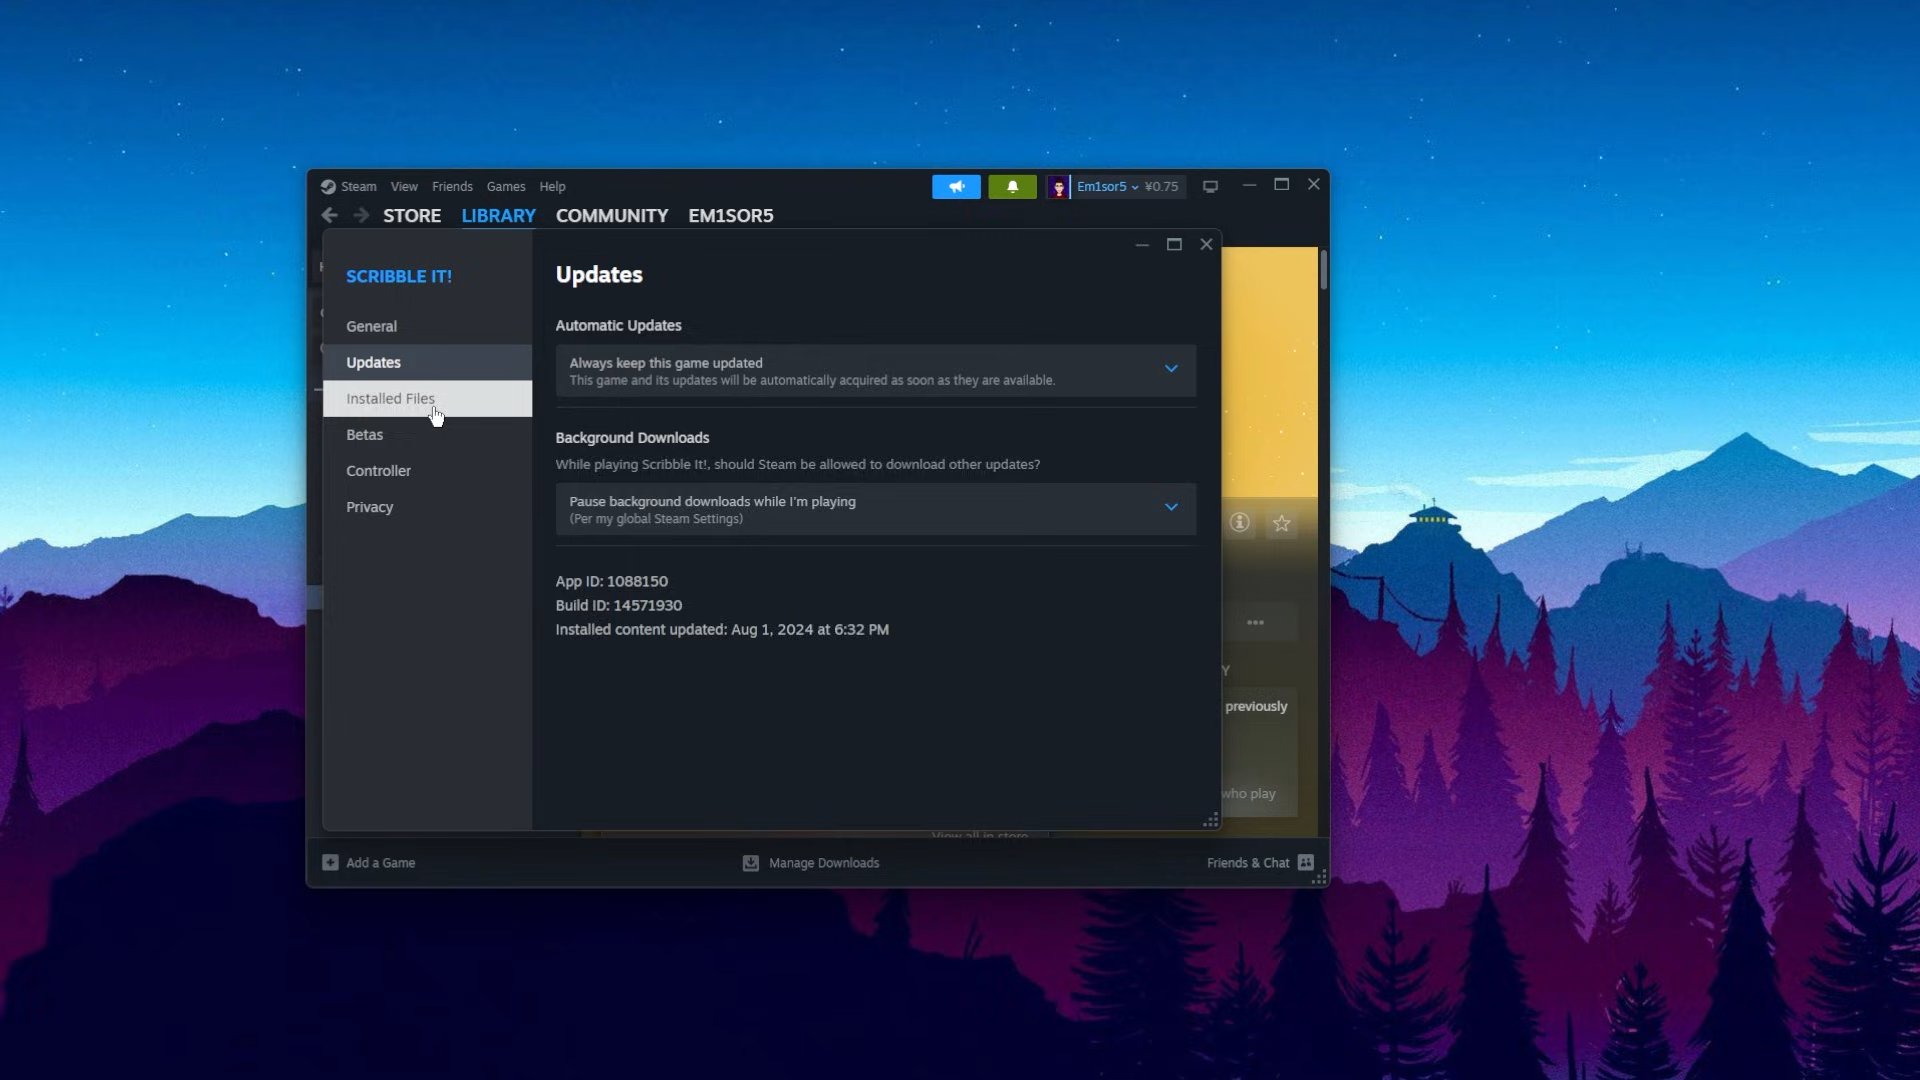 Steam View Friends Games Help
Em1sor5 ¥0.75
STORE LIBRARY COMMUNITY EM1SOR5
SCRIBBLE IT!
General
Updates
Installed Files
Betas
Controller
Privacy
Updates
Automatic Updates
Always keep this game updated
This game and its updates will be automatically acquired as soon as they are available.
Background Downloads
While playing Scribble It!, should Steam be allowed to download other updates?
Pause background downloads while I'm playing
(Per my global Steam Settings)
App ID: 1088150
Build ID: 14571930
Installed content updated: Aug 1, 2024 at 6:32 PM
Y
previously
who play
View all in store
Add a Game
Manage Downloads
Friends & Chat